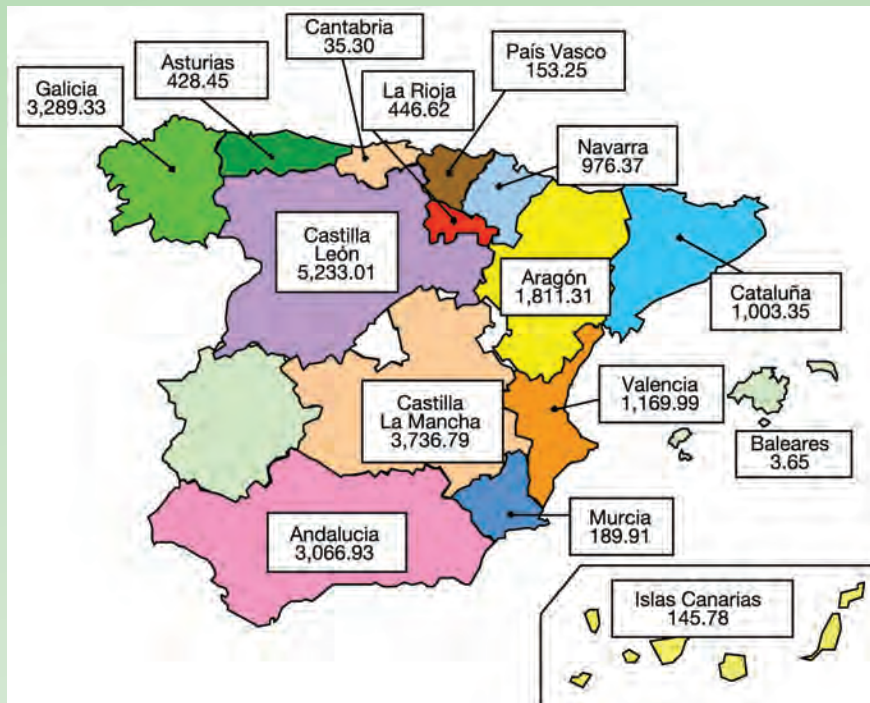 Cantabria
35.30
País Vasco
153.25
Asturias
428.45
La Rioja
446.62
Galicia
3,289.33
Navarra
976.37
Castilla
León
5,233.01
Aragón
1,811.31
Cataluña
1,003.35
Castilla
La Mancha
3,736.79
Valencia
1,169.99
Baleares
3.65
Andalucia
3,066.93
Murcia
189.91
Islas Canarias
145.78